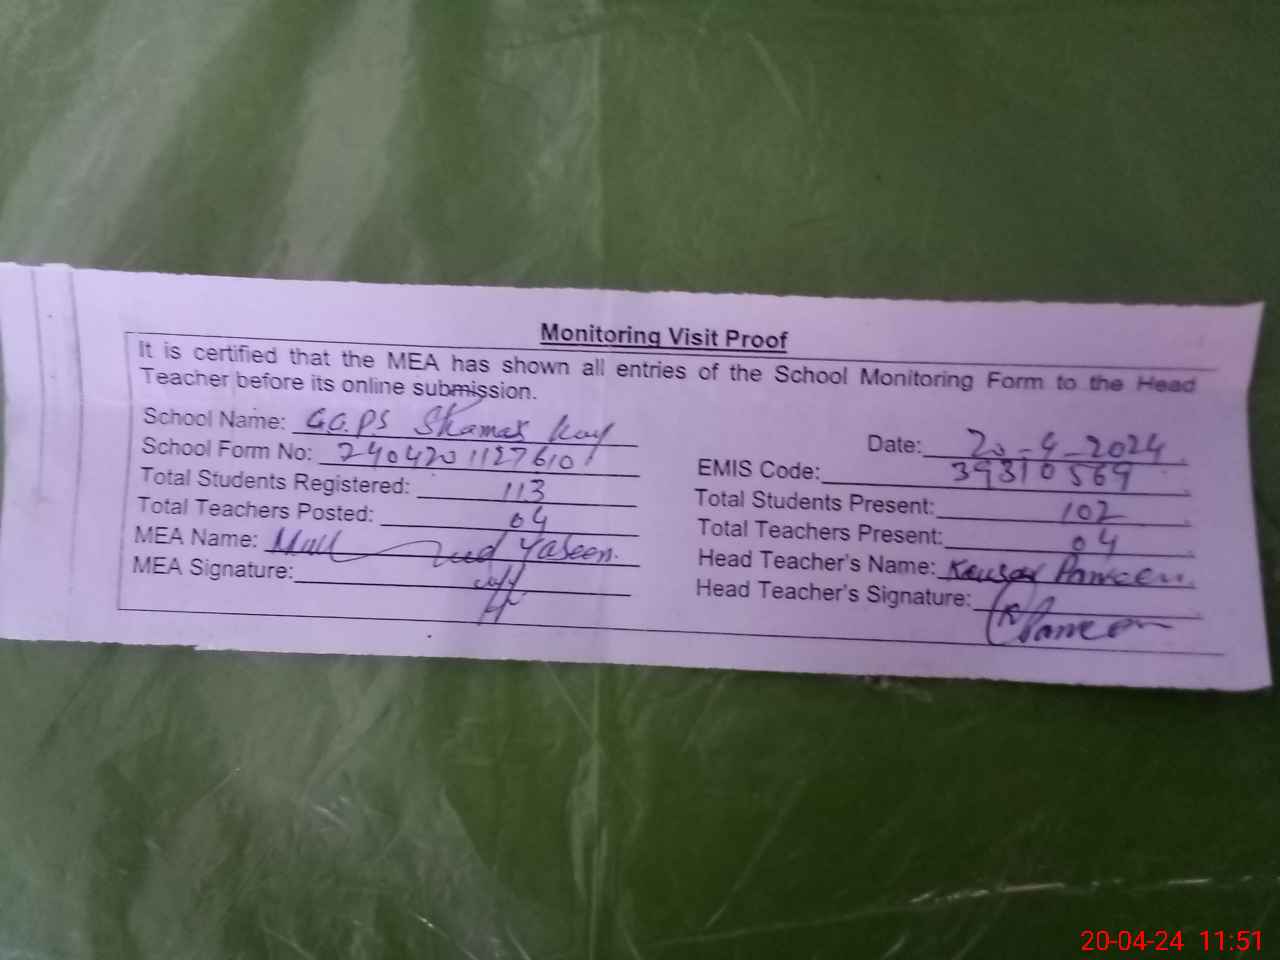 Monitoring Visit Proof
It is certified that the MEA has shown all entries of the School Monitoring Form to the Head
Teacher before its online submission.
School Name: G.G.PS
Date: 20-4-2024
School Form No: 2404201127610
EMIS Code: 39310569
Total Students Registered: 113
Total Students Present: 102
Total Teachers Posted: 04
Total Teachers Present: 04
MEA Name: Yaseen.
Head Teacher's Name: Kausar Parveen
MEA Signature:
Head Teacher's Signature: Parveen
20-04-24 11:51